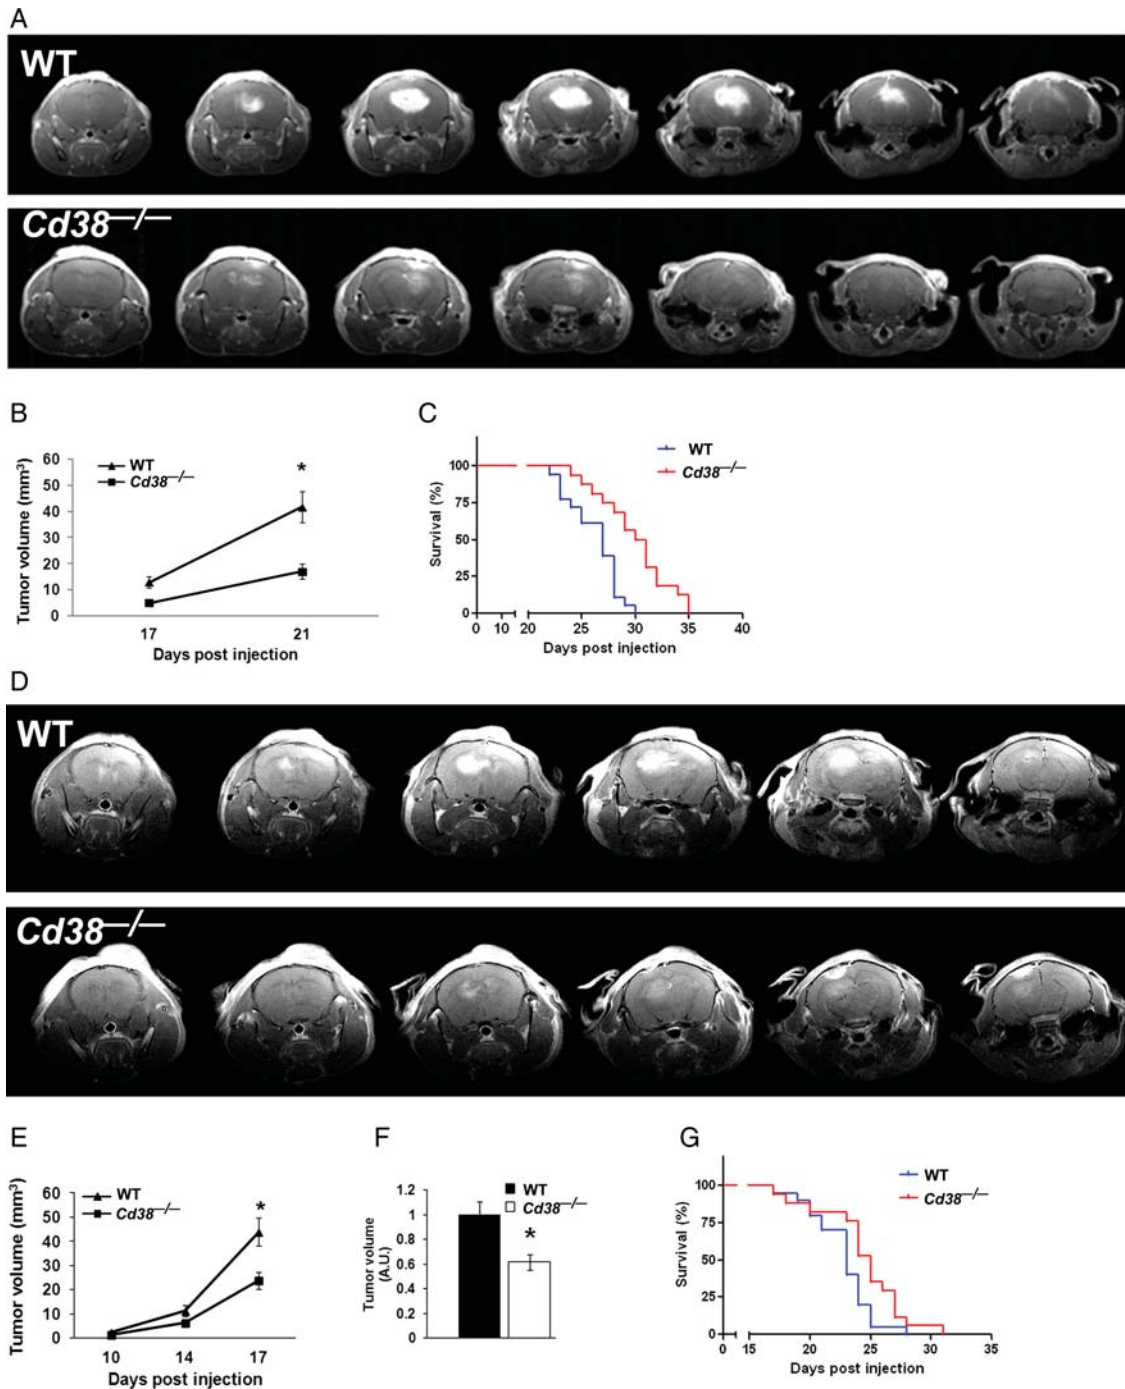 A
WT
Cd38—/—
B
C
WT
Cd38—/—
Tumor volume (mm3)
60
50
40
30
20
10
0
*
17
21
Days post injection
WT
Cd38—/—
Survival (%)
100
75
50
25
0
0 10 20 25 30 35 40
Days post injection
D
WT
Cd38—/—
E
F
G
WT
Cd38—/—
Tumor volume (mm3)
60
50
40
30
20
10
0
*
10 14 17
Days post injection
WT
Cd38—/—
Tumor volume
(A.U.)
1.2
1
0.8
0.6
0.4
0.2
0
*
WT
Cd38—/—
Survival (%)
100
75
50
25
0
0 15 20 25 30 35
Days post injection